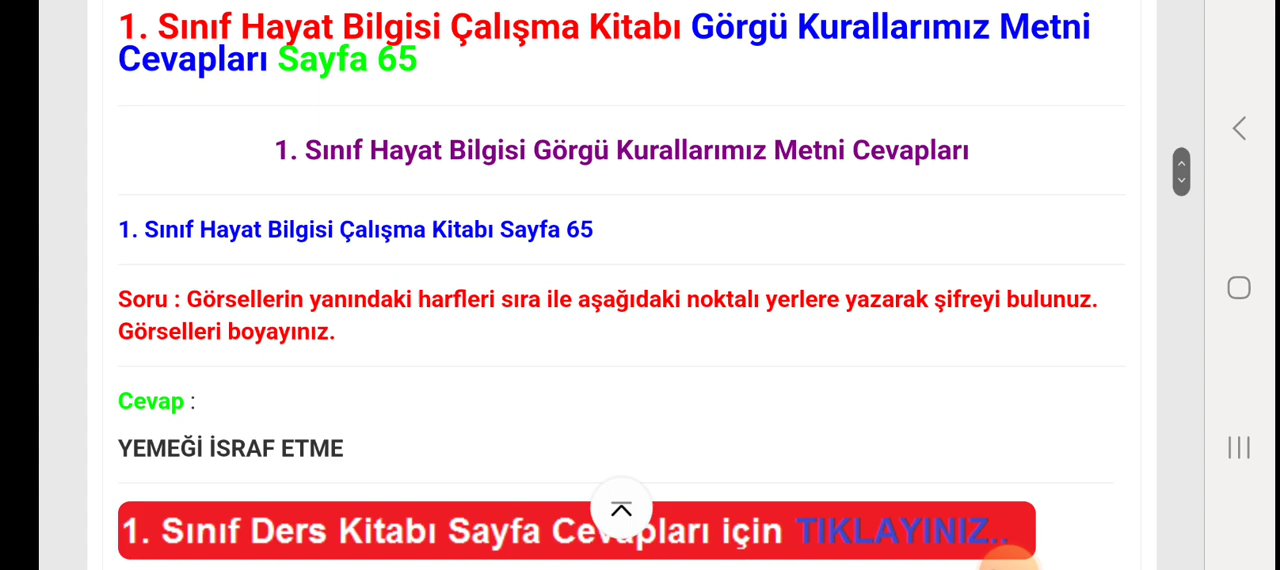 1. Sınıf Hayat Bilgisi Çalışma Kitabı Görgü Kurallarımız Metni
Cevapları Sayfa 65
1. Sınıf Hayat Bilgisi Görgü Kurallarımız Metni Cevapları
1. Sınıf Hayat Bilgisi Çalışma Kitabı Sayfa 65
Soru : Görsellerin yanındaki harfleri sıra ile aşağıdaki noktalı yerlere yazarak şifreyi bulunuz.
Görselleri boyayınız.
Cevap :
YEMEĞİ İSRAF ETME
1. Sınıf Ders Kitabı Sayfa Cevapları için TIKLAYINIZ..